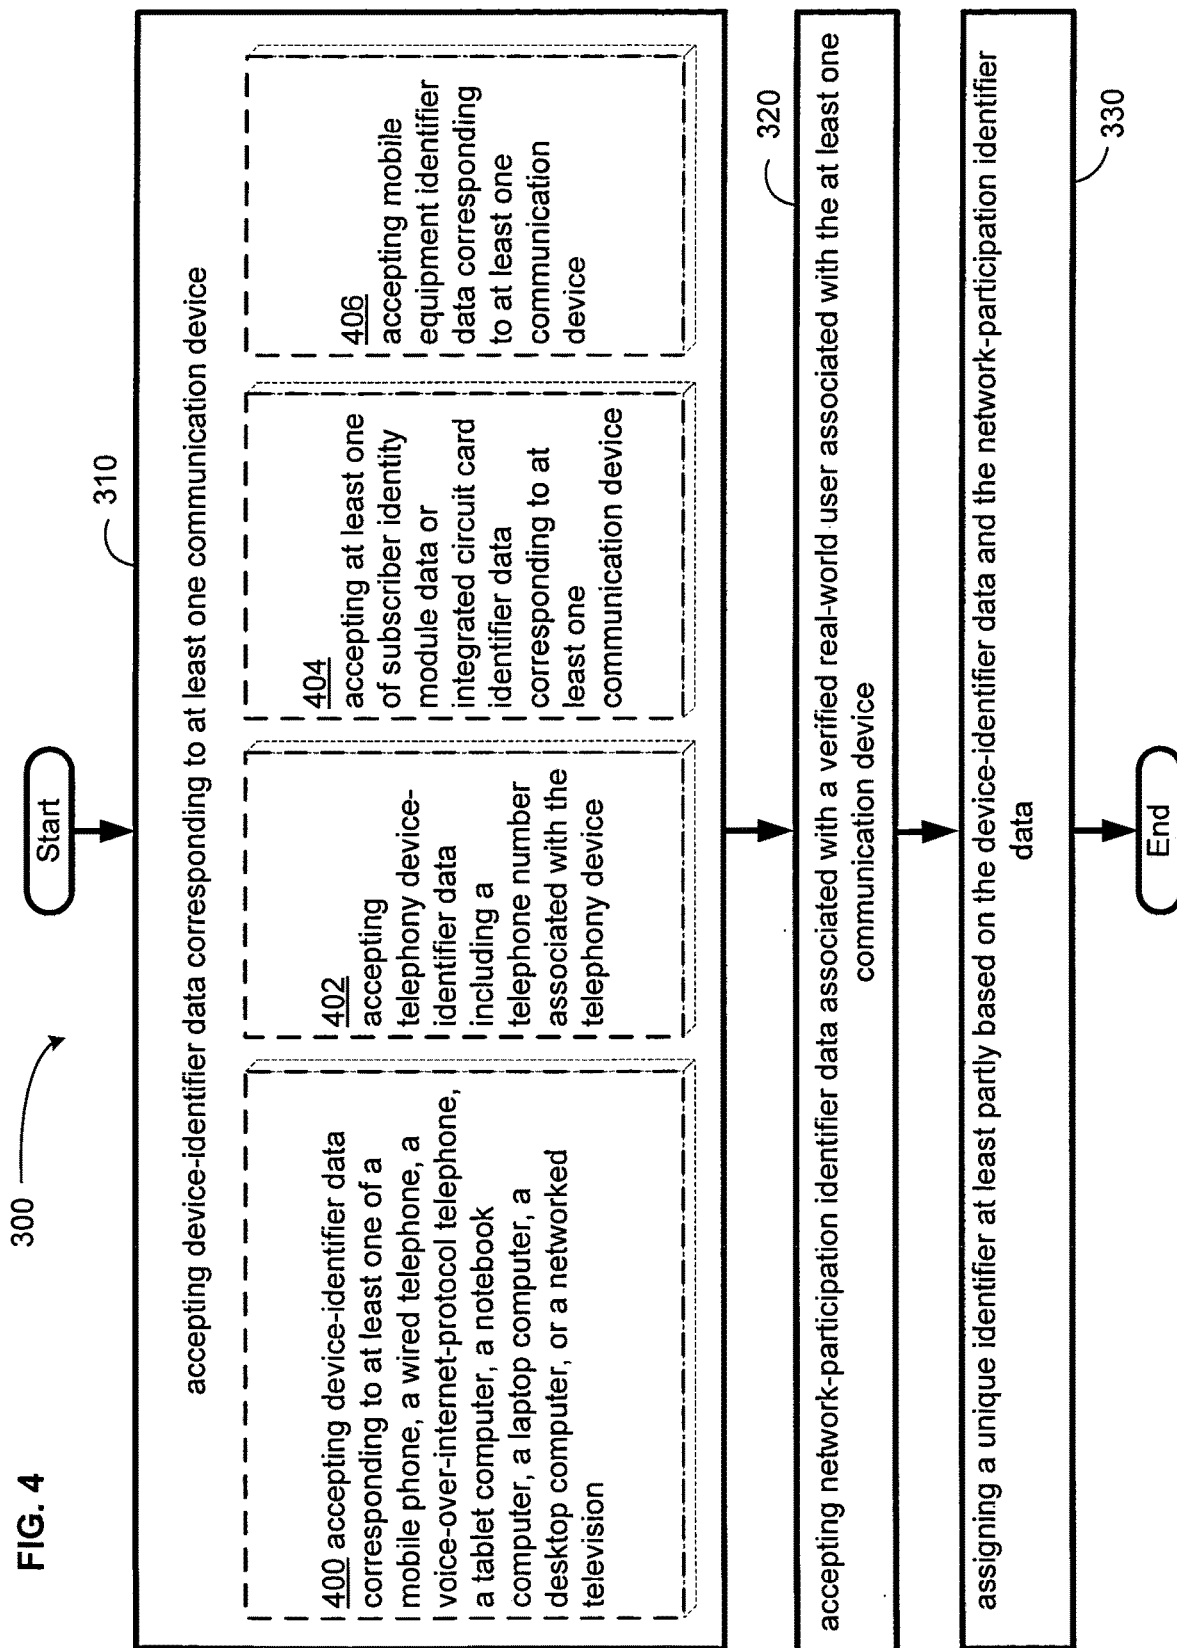 FIG. 4
300
Start
310
accepting device-identifier data corresponding to at least one communication device
400 accepting device-identifier data
corresponding to at least one of a
mobile phone, a wired telephone, a
voice-over-internet-protocol telephone,
a tablet computer, a notebook
computer, a laptop computer, a
desktop computer, or a networked
television
402
accepting
telephony device-
identifier data
including a
telephone number
associated with the
telephony device
404
accepting at least one
of subscriber identity
module data or
integrated circuit card
identifier data
corresponding to at
least one
communication device
406
accepting mobile
equipment identifier
data corresponding
to at least one
communication
device
320
accepting network-participation identifier data associated with a verified real-world user associated with the at least one
communication device
330
assigning a unique identifier at least partly based on the device-identifier data and the network-participation identifier
data
End